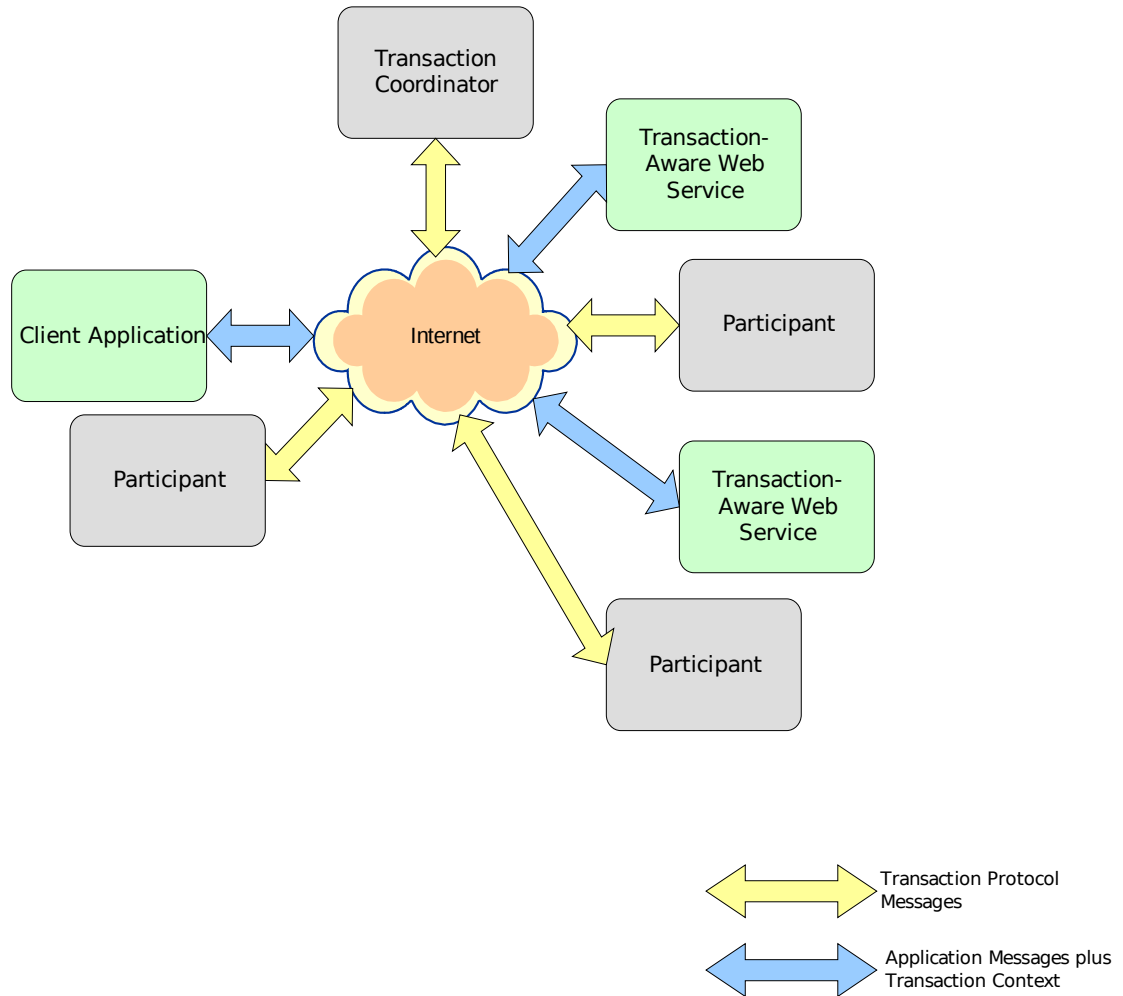 Transaction
Coordinator
Transaction-
Aware Web
Service
Client Application
Internet
Participant
Participant
Transaction-
Aware Web
Service
Participant
Transaction Protocol
Messages
Application Messages plus
Transaction Context